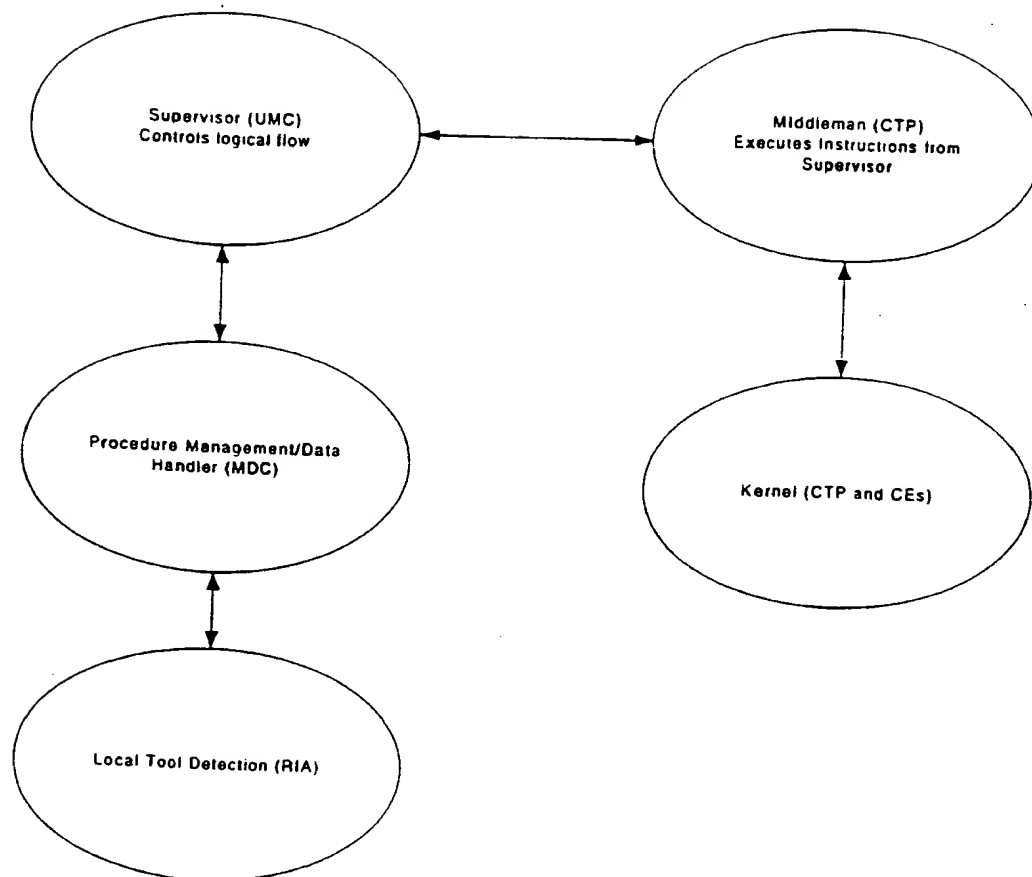 Supervisor (UMC)
Controls logical flow
Middleman (CTP)
Executes Instructions from
Supervisor
Procedure Management/Data
Handler (MDC)
Kernel (CTP and CEs)
Local Tool Detection (RIA)